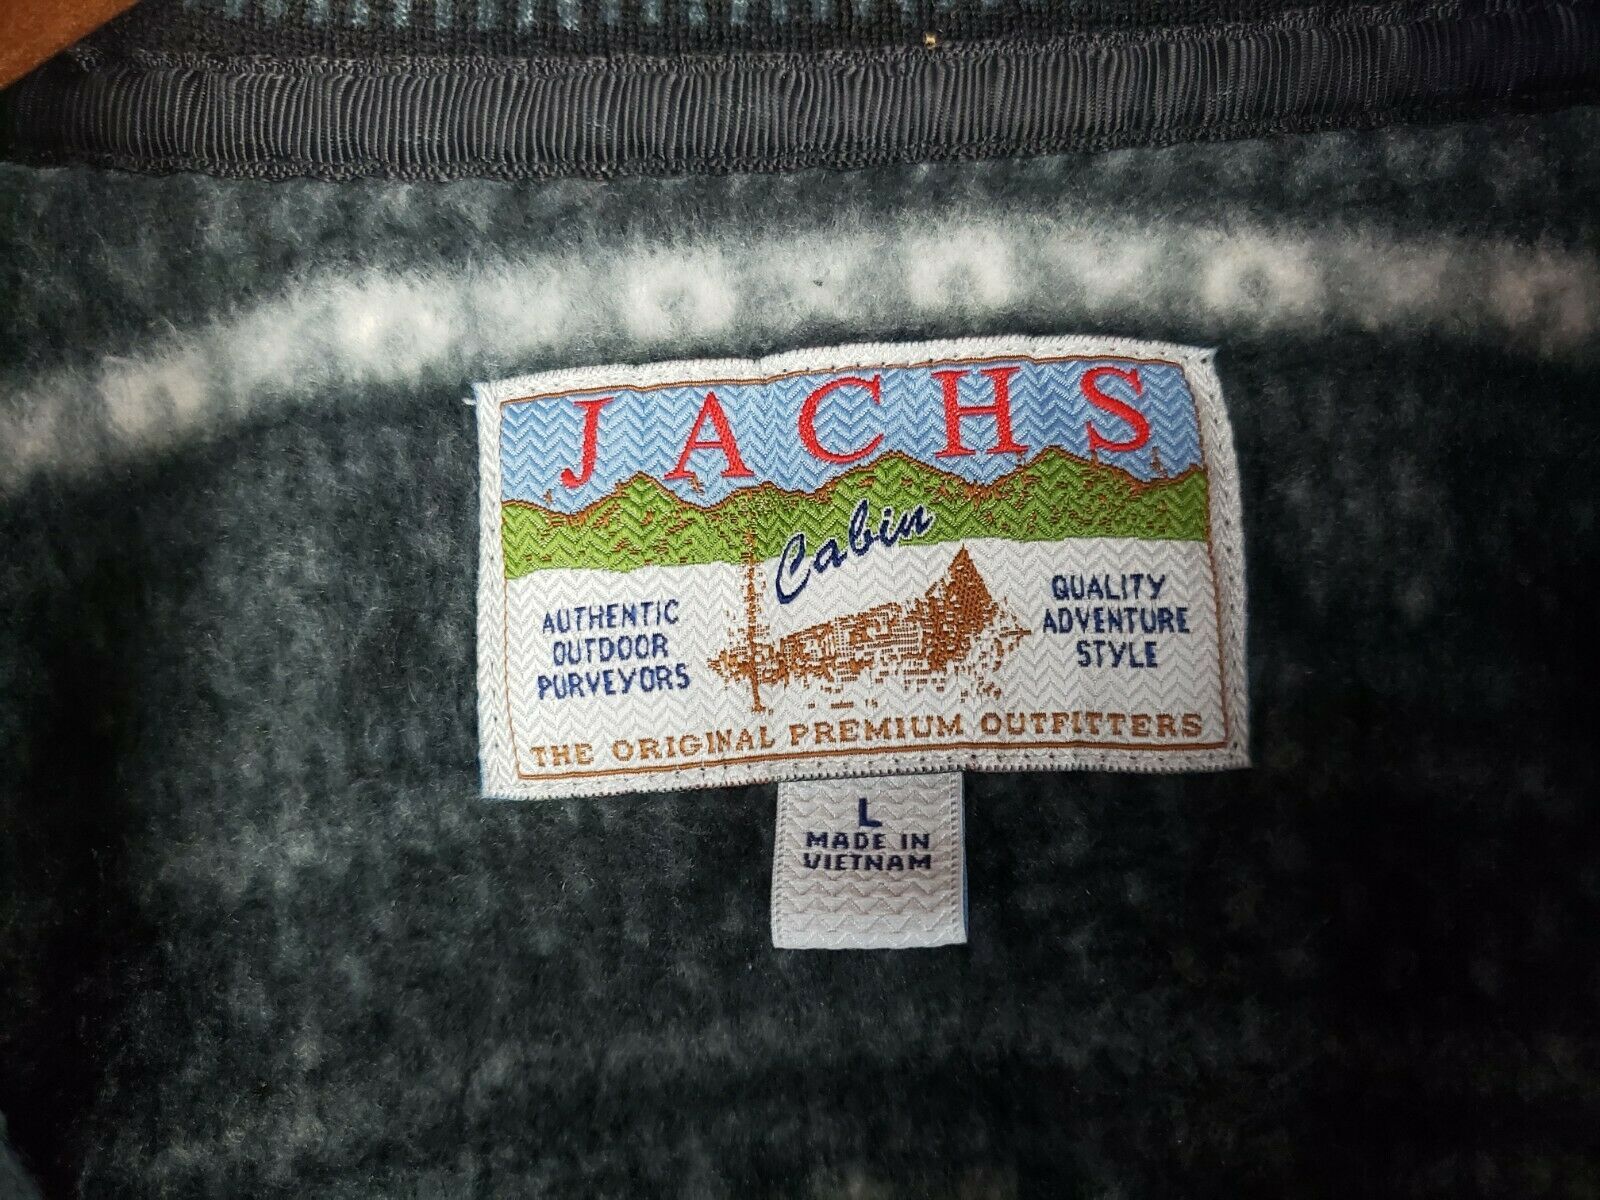 JACHS
Cabin
AUTHENTIC
OUTDOOR
PURVEYORS
QUALITY
ADVENTURE
STYLE
THE ORIGINAL PREMIUM OUTFITTERS
L
MADE IN
VIETNAM